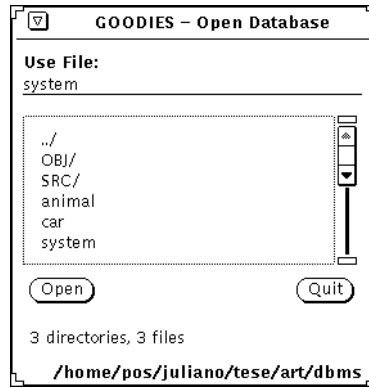 GOODIES – Open Database
Use File:
system
../
OBJ/
SRC/
animal
car
system
Open
Quit
3 directories, 3 files
/home/pos/juliano/tese/art/dbms